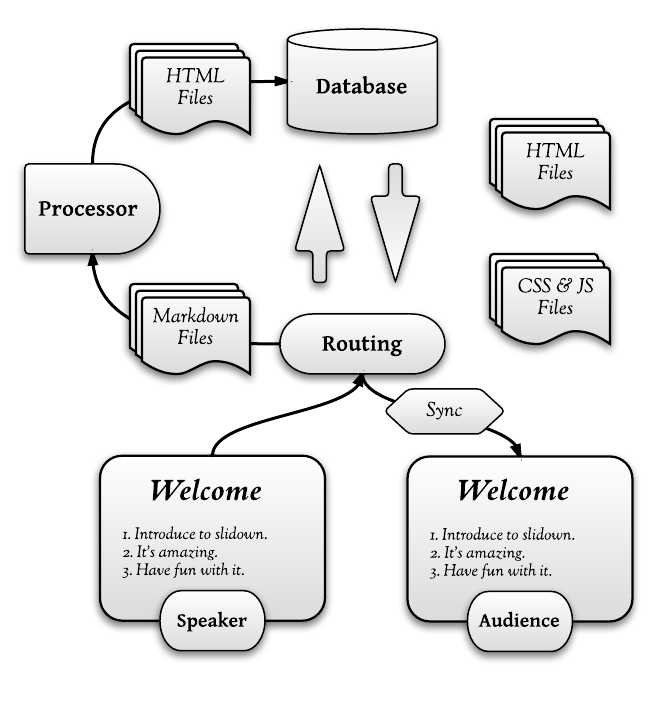 HTML
Files
Database
HTML
Files
Processor
CSS & JS
Files
Markdown
Files
Routing
Sync
Welcome
1. Introduce to slidown.
2. It's amazing.
3. Have fun with it.
Speaker
Welcome
1. Introduce to slidown.
2. It's amazing.
3. Have fun with it.
Audience